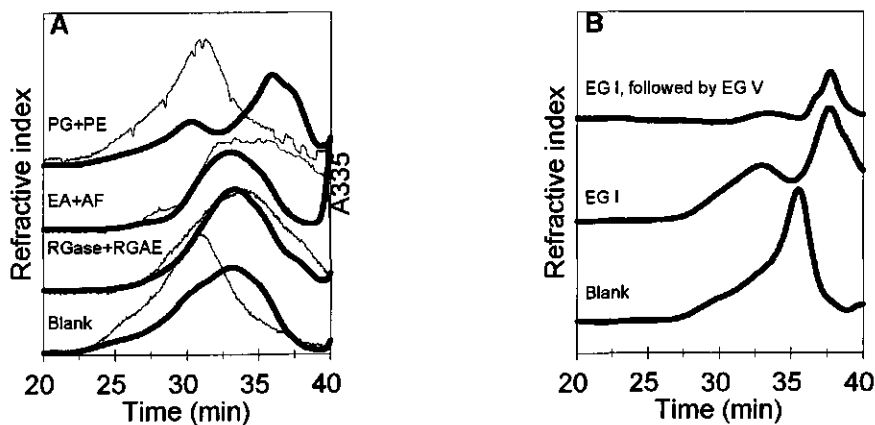 A
Refractive index
PG+PE
EA+AF
RGase+RGAE
Blank
A335
20 25 30 35 40
Time (min)
B
Refractive index
EG I, followed by EG V
EG I
Blank
20 25 30 35 40
Time (min)